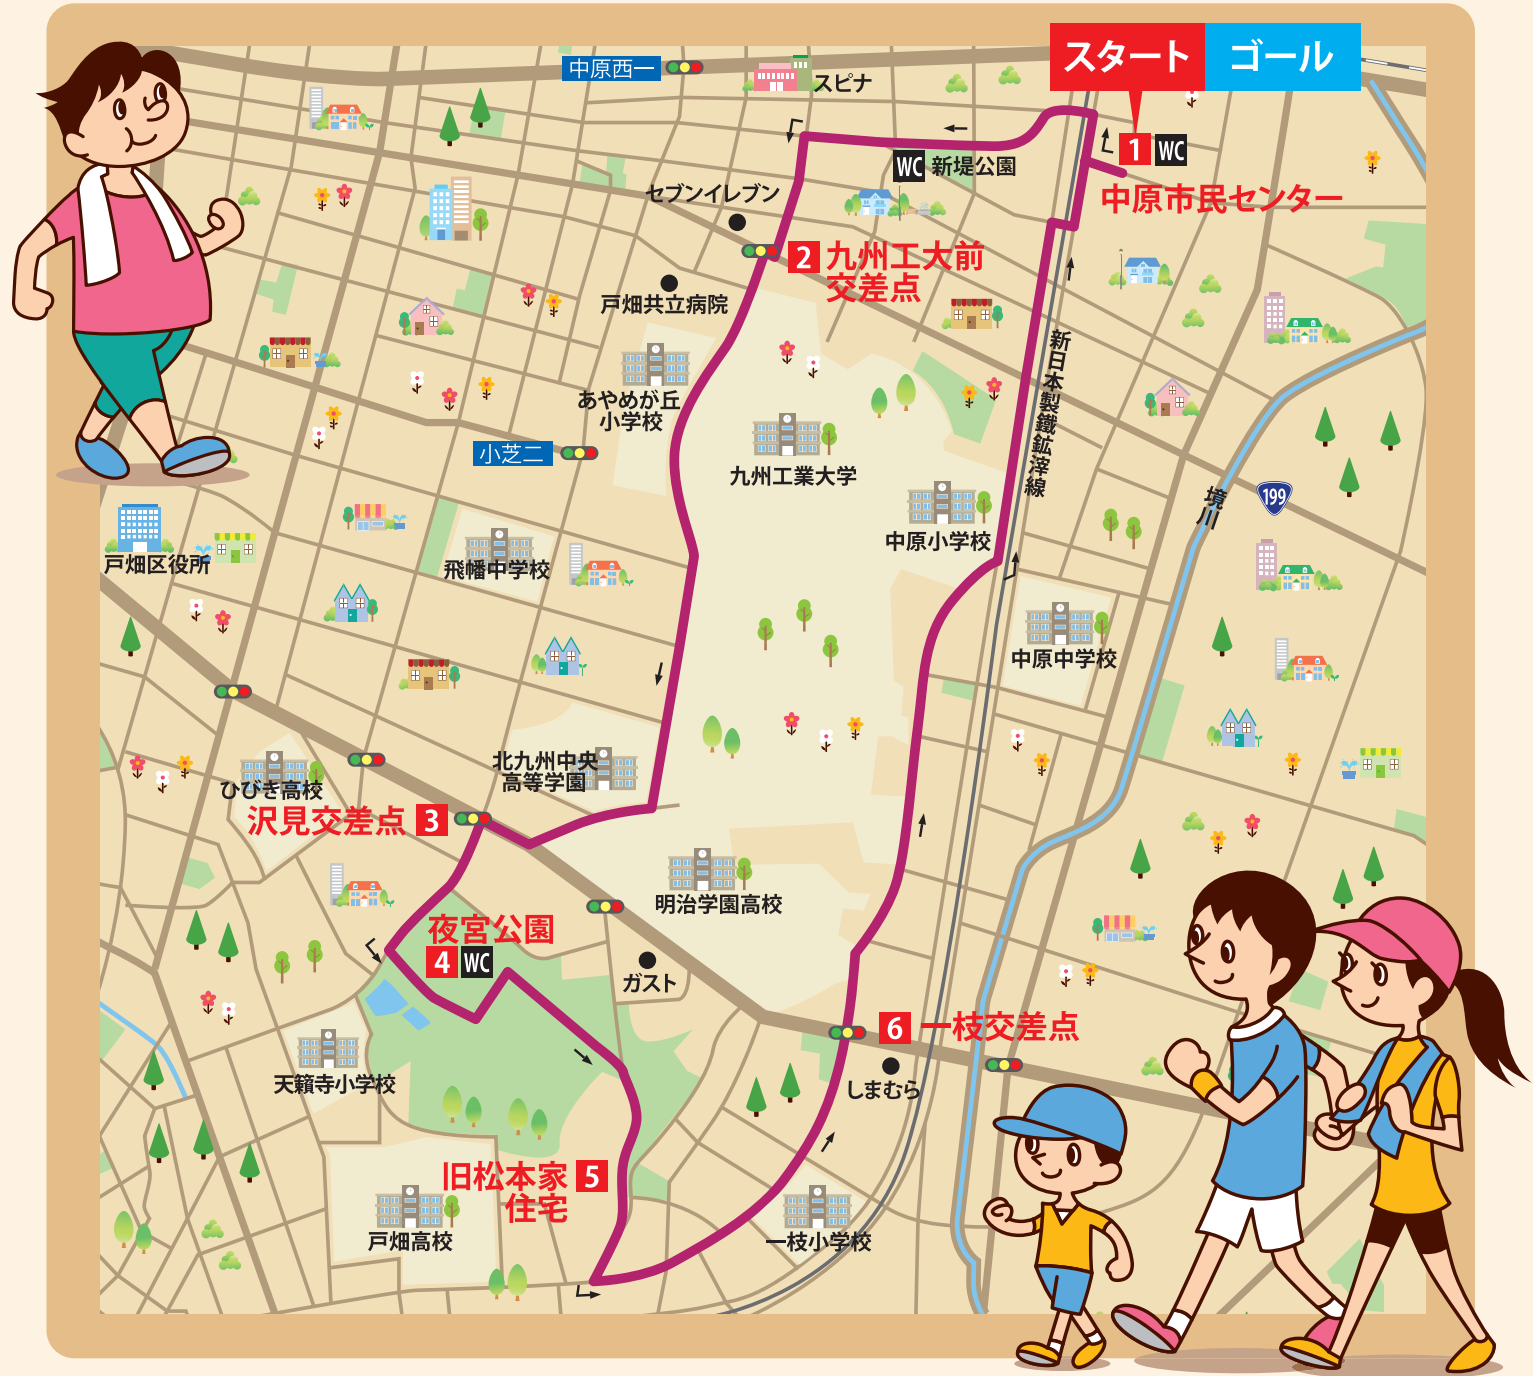 スタート
ゴール
中原西一
スピナ
1 WC
中原市民センター
WC 新堤公園
セブンイレブン
2 九州工大前
交差点
戸畑共立病院
新日本製鐵鉱滓線
あやめが丘
小学校
小芝二
九州工業大学
199
境川
中原小学校
戸畑区役所
飛幡中学校
中原中学校
北九州中央
高等学園
ひびき高校
沢見交差点 3
明治学園高校
夜宮公園
4 WC
ガスト
6 一枝交差点
天籟寺小学校
しまむら
旧松本家 5
住宅
戸畑高校
一枝小学校